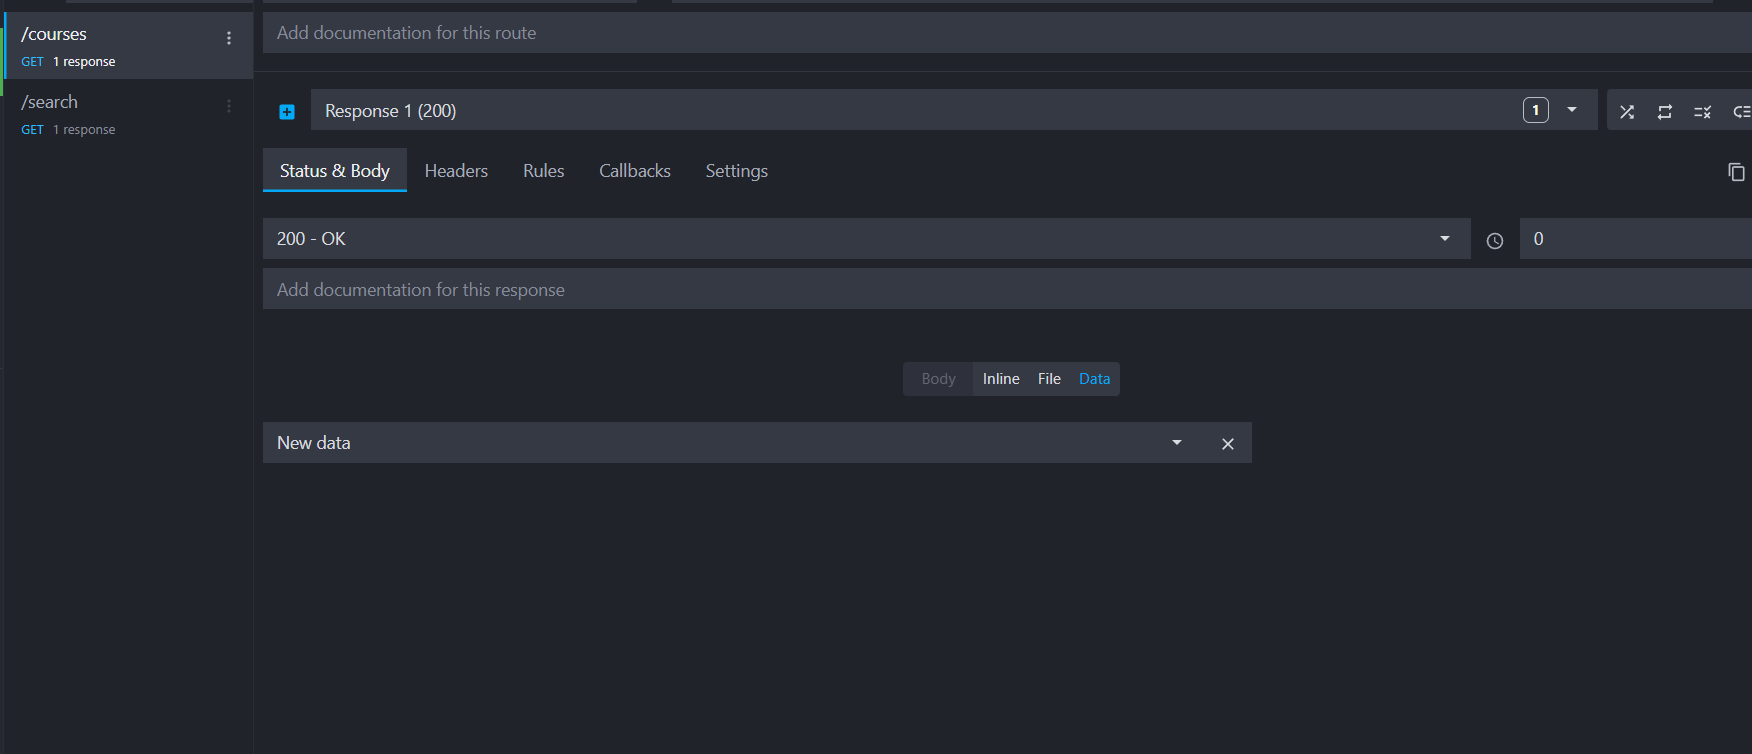 /courses
GET 1 response
/search
GET 1 response
Add documentation for this route
Response 1 (200)
1
Status & Body Headers Rules Callbacks Settings
200 - OK
0
Add documentation for this response
Body Inline File Data
New data